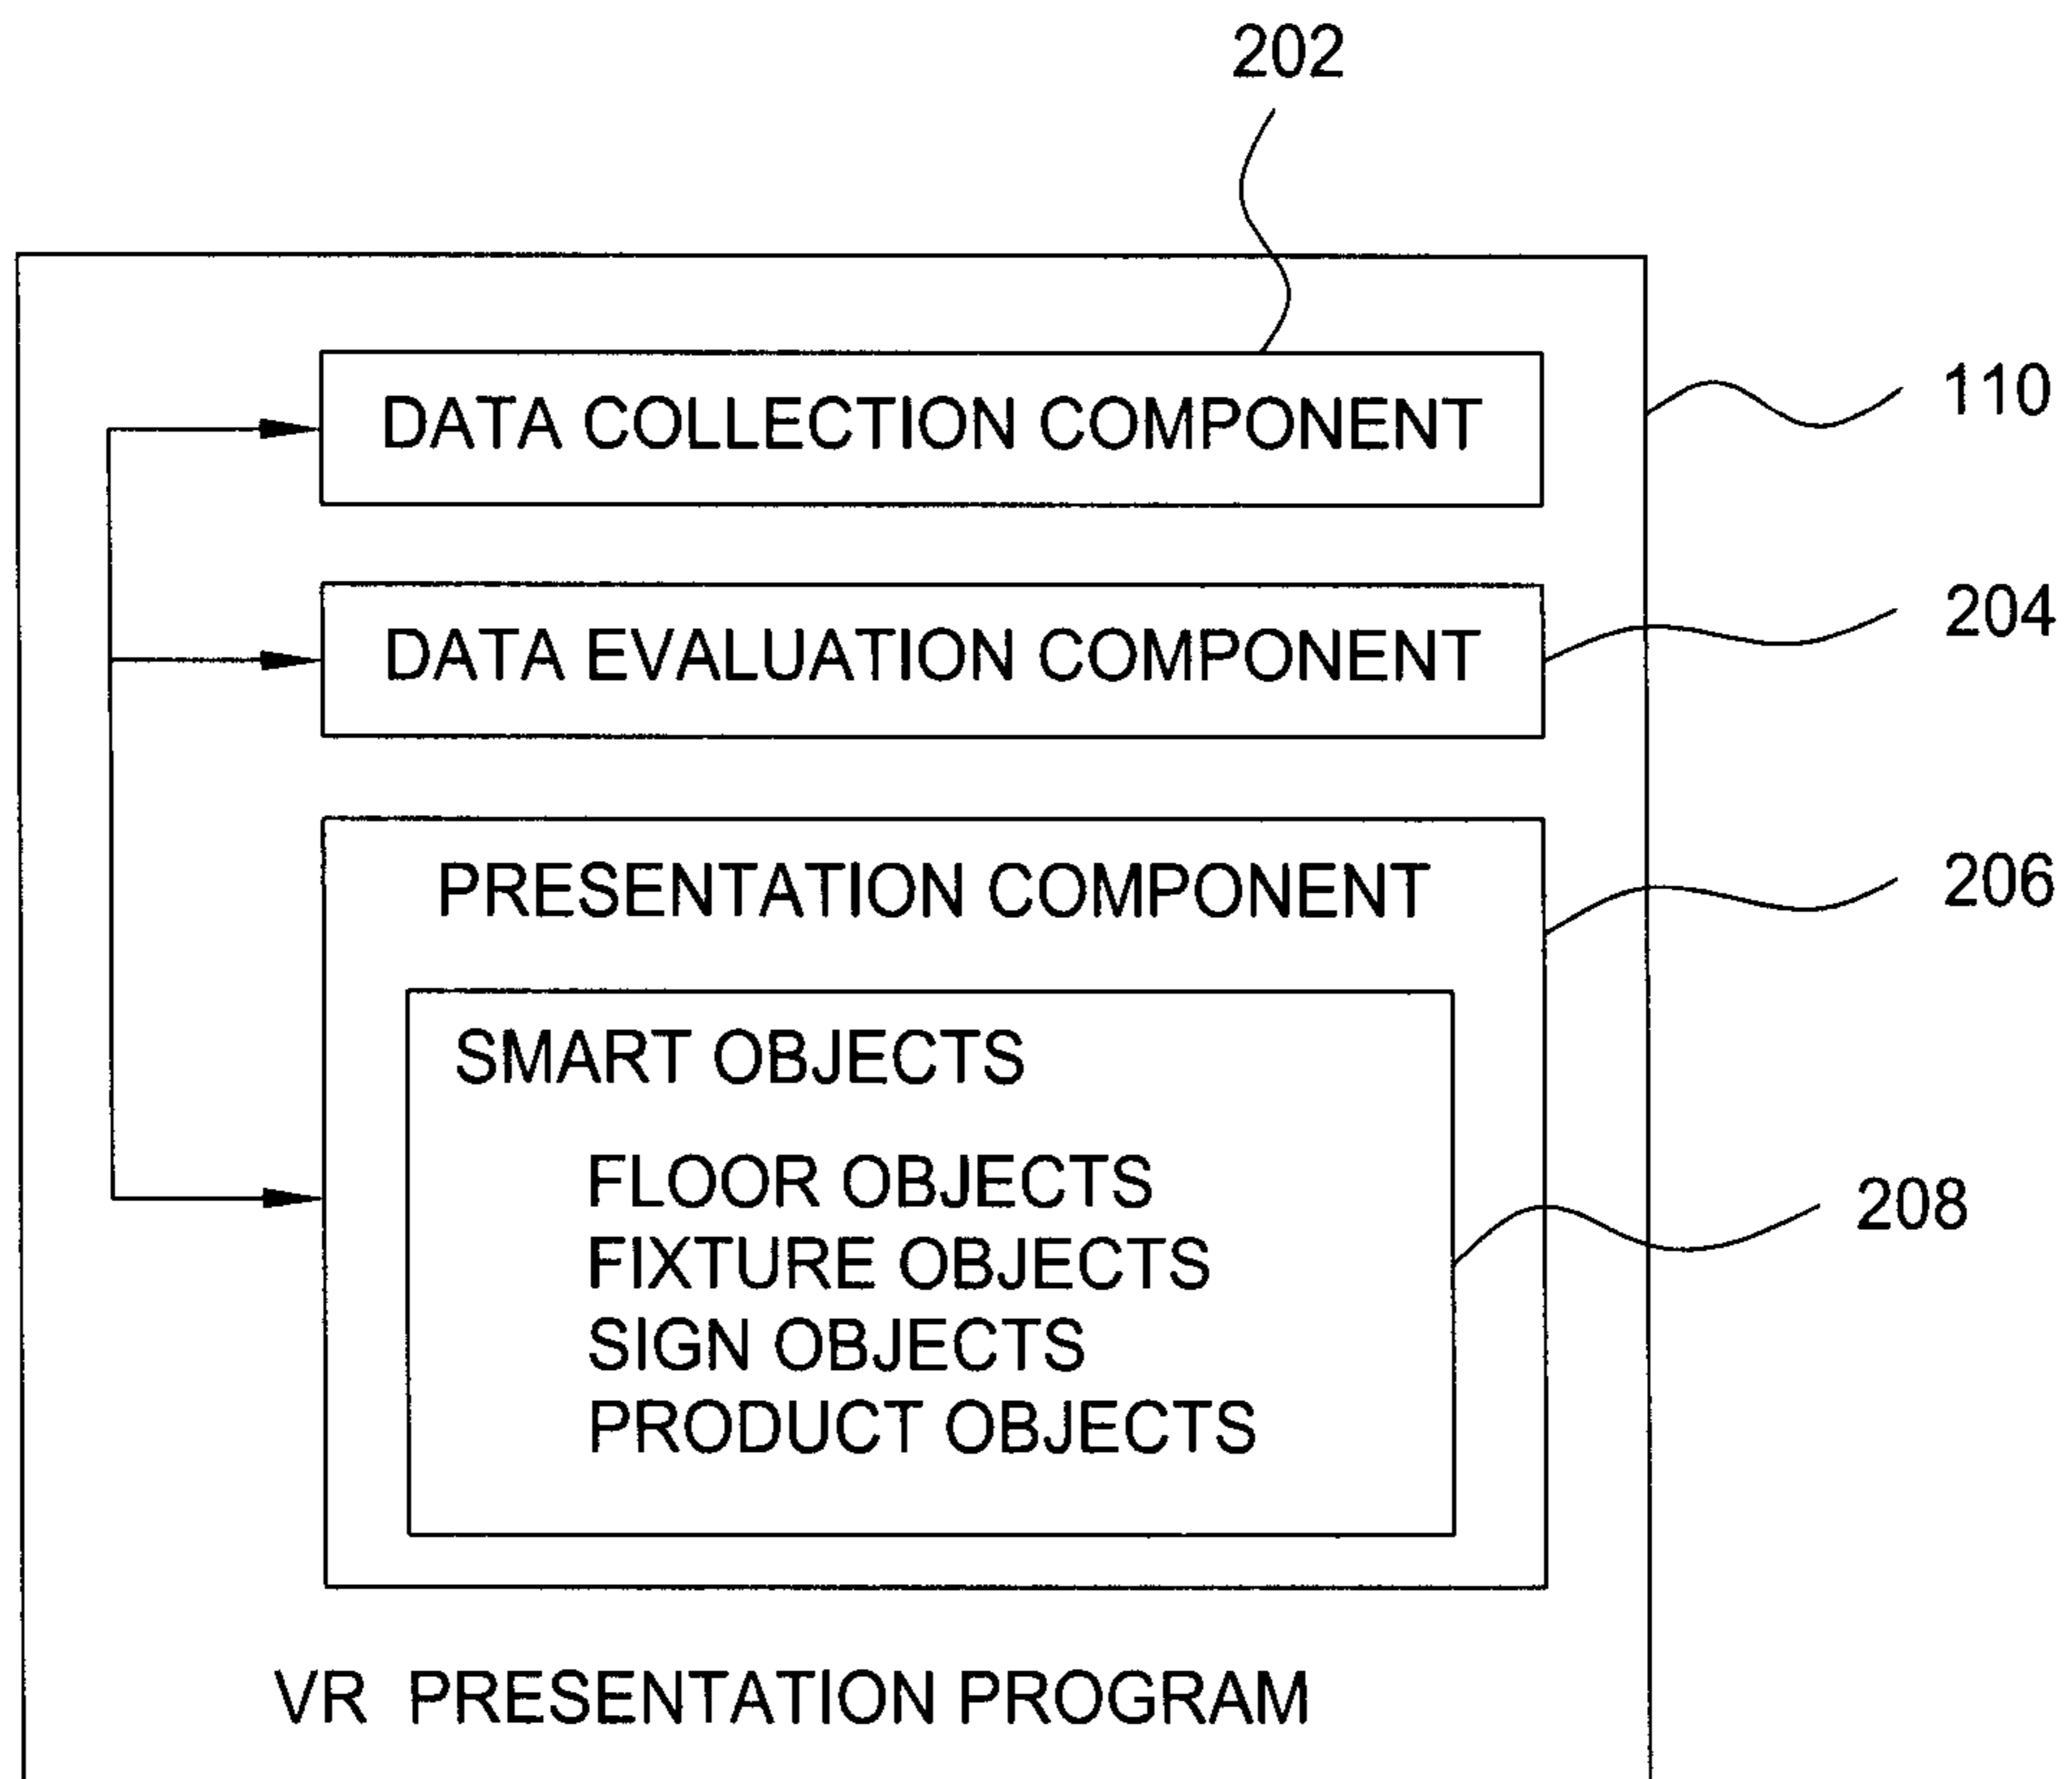 202
110
DATA COLLECTION COMPONENT
204
DATA EVALUATION COMPONENT
206
PRESENTATION COMPONENT
SMART OBJECTS
FLOOR OBJECTS
208
FIXTURE OBJECTS
SIGN OBJECTS
PRODUCT OBJECTS
VR PRESENTATION PROGRAM